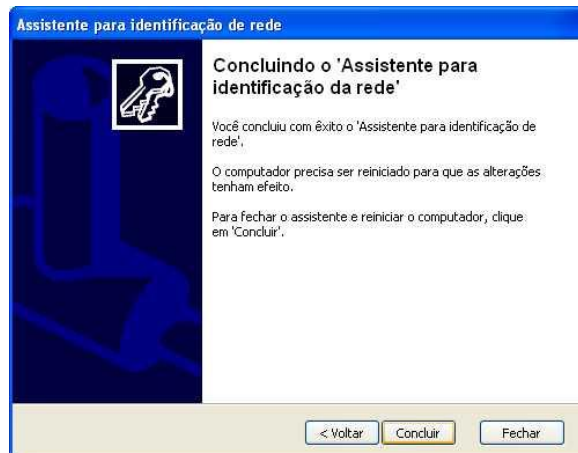 Assistente para identificação de rede
Concluindo o 'Assistente para
identificação da rede'
Você concluiu com êxito o 'Assistente para identificação de
rede'.
O computador precisa ser reiniciado para que as alterações
tenham efeito.
Para fechar o assistente e reiniciar o computador, clique
em 'Concluir'.
< Voltar Concluir Fechar